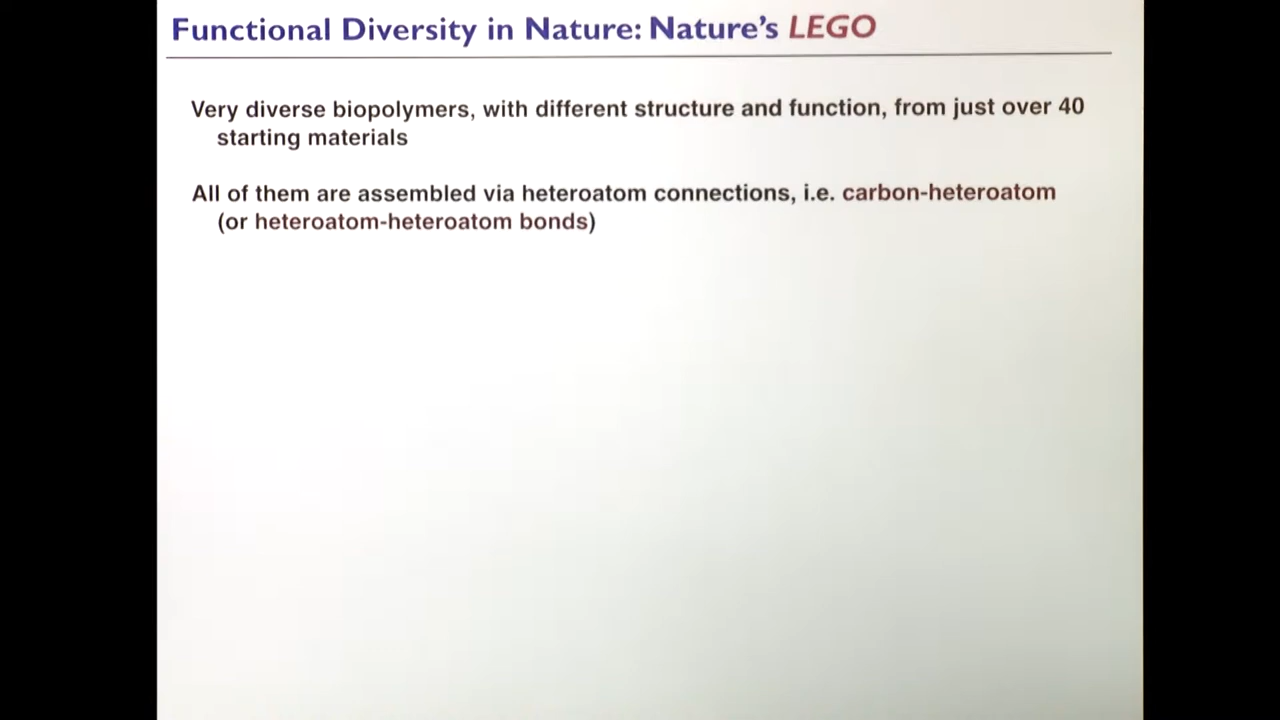 Functional Diversity in Nature: Nature's LEGO
Very diverse biopolymers, with different structure and function, from just over 40
starting materials
All of them are assembled via heteroatom connections, i.e. carbon-heteroatom
(or heteroatom-heteroatom bonds)